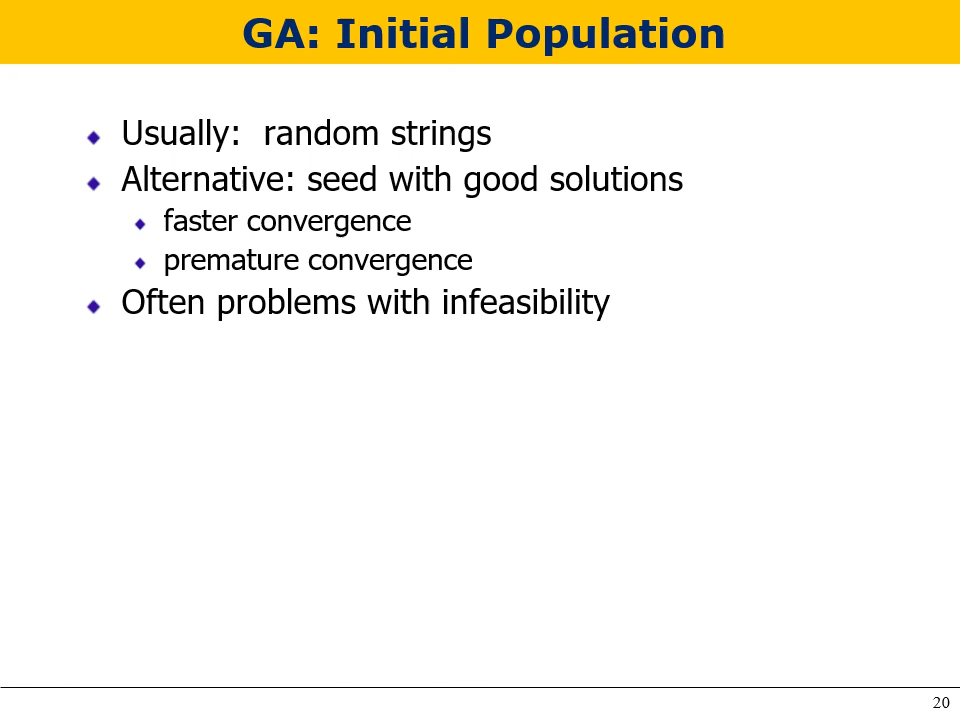 GA: Initial Population
Usually:  random strings
Alternative: seed with good solutions
faster convergence
premature convergence
Often problems with infeasibility
20